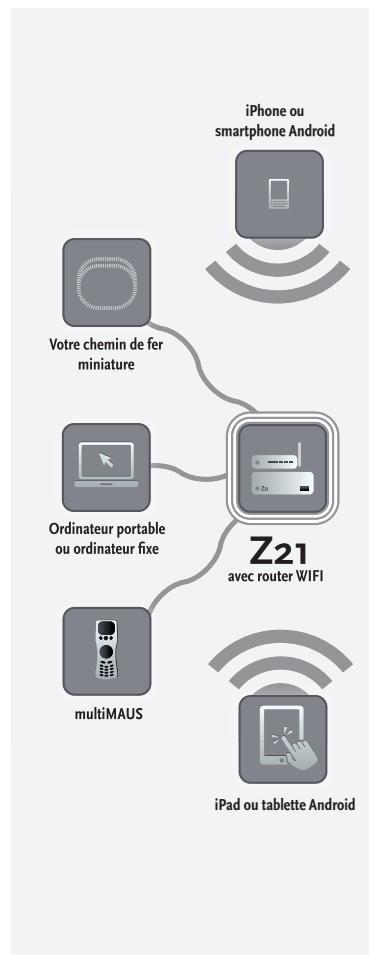 iPhone ou
smartphone Android
Votre chemin de fer
miniature
Ordinateur portable
ou ordinateur fixe
Z21
Z21
avec router WIFI
multiMAUS
iPad ou tablette Android